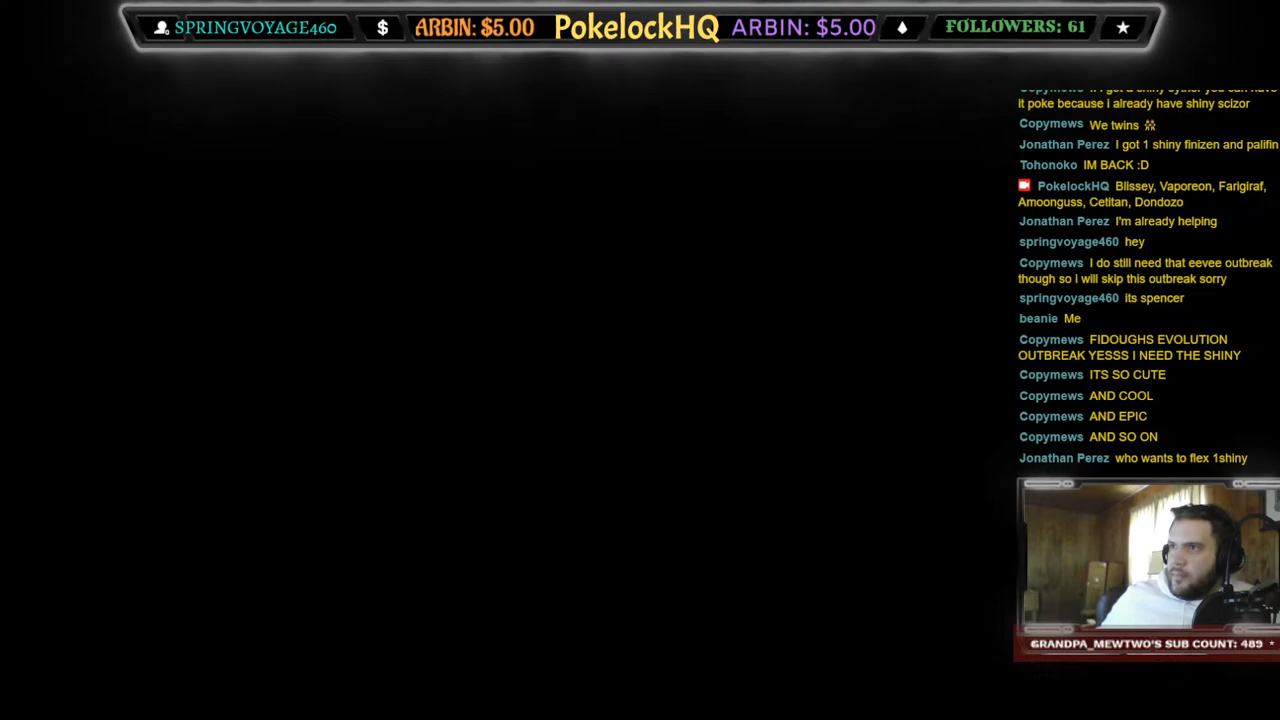 SPRINGVOYAGE460 $ ARBIN: $5.00 PokelockHQ ARBIN: $5.00 FOLLOWERS: 61
it poke because i already have shiny scizor
Copymews We twins
Jonathan Perez I got 1 shiny finizen and palifin
Tohonoko IM BACK :D
PokelockHQ Blissey, Vaporeon, Farigiraf,
Amoonguss, Cetitan, Dondozo
Jonathan Perez I'm already helping
springvoyage460 hey
Copymews I do still need that eevee outbreak
though so i will skip this outbreak sorry
springvoyage460 its spencer
beanie Me
Copymews FIDOUGHS EVOLUTION
OUTBREAK YESSS I NEED THE SHINY
Copymews ITS SO CUTE
Copymews AND COOL
Copymews AND EPIC
Copymews AND SO ON
Jonathan Perez who wants to flex 1shiny
GRANDPA_MEWTWO'S SUB COUNT: 489 *